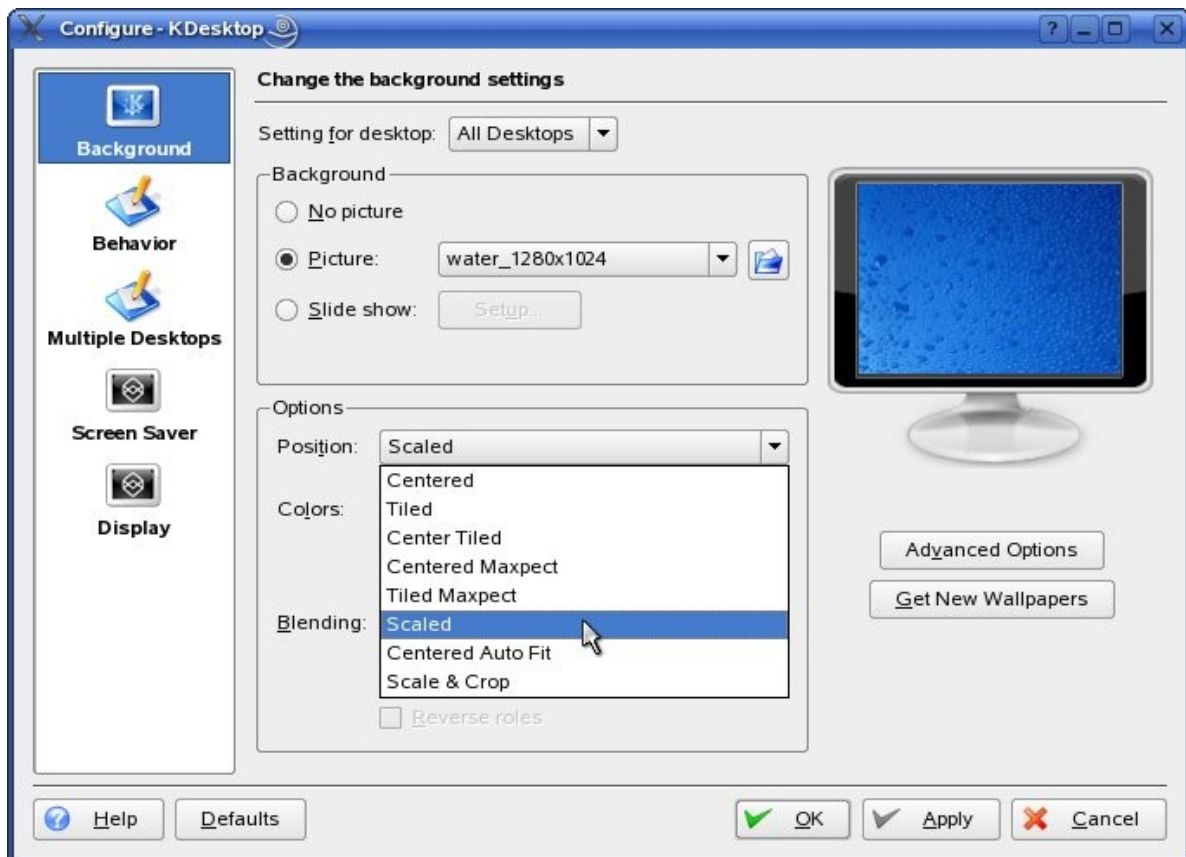 Configure - KDesktop
Change the background settings
Background
Behavior
Multiple Desktops
Screen Saver
Display
Setting for desktop: All Desktops
Background
No picture
Picture: water_1280x1024
Slide show: Setup...
Options
Position: Scaled
Centered
Tiled
Colors:
Center Tiled
Centered Maxpect
Tiled Maxpect
Blending: Scaled
Centered Auto Fit
Scale & Crop
Reverse roles
Advanced Options
Get New Wallpapers
Help
Defaults
OK
Apply
Cancel